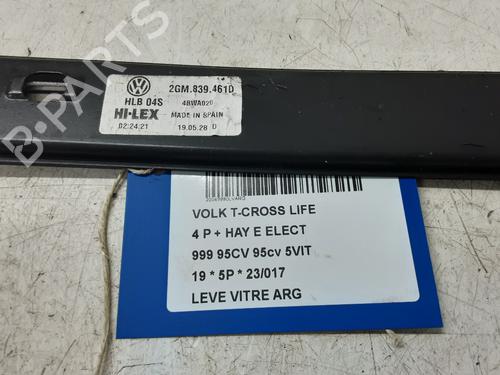 2GM.839.461D
HLB 04S 4BWA020
HI-LEX MADE IN SPAIN
02:24:21 19.05.28 D
VOLK T-CROSS LIFE
4 P + HAY E ELECT
999 95CV 95cv 5VIT
19 * 5P * 23/017
LEVE VITRE ARG